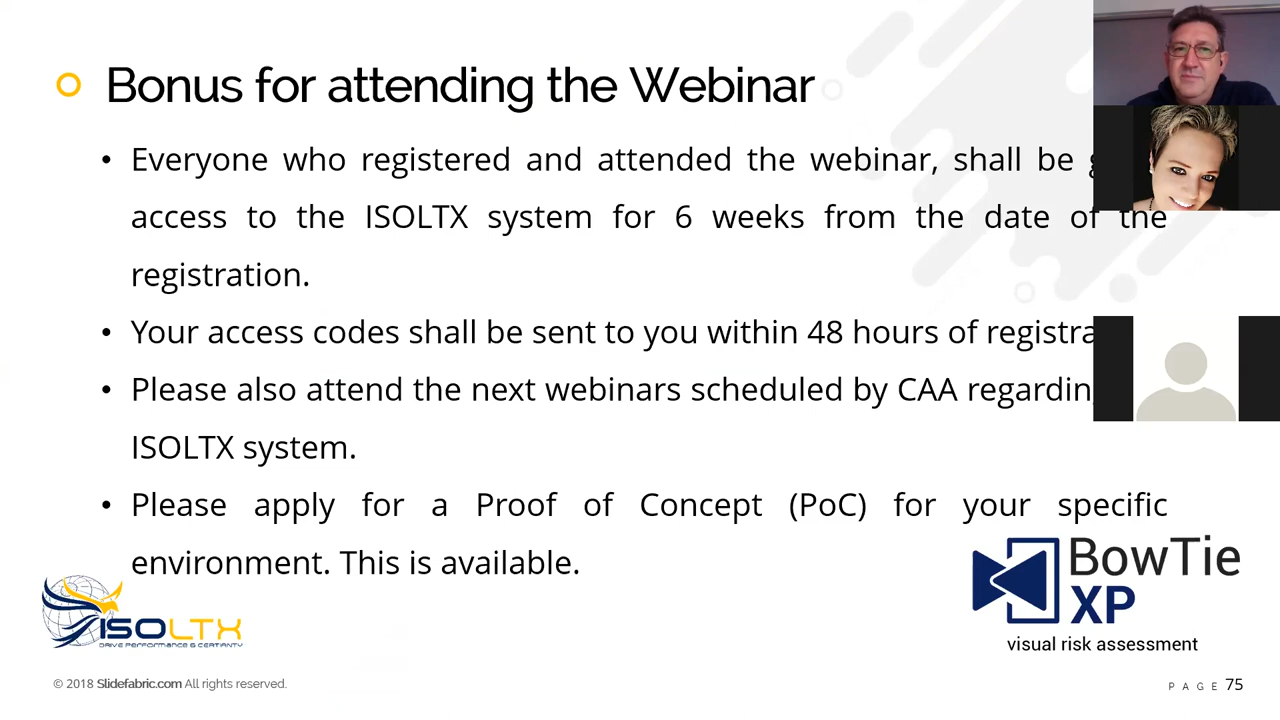 Bonus for attending the Webinar
• Everyone who registered and attended the webinar, shall be
access to the ISOLTX system for 6 weeks from the date of the
registration.
• Your access codes shall be sent to you within 48 hours of
• Please also attend the next webinars scheduled by CAA
ISOLTX system.
• Please apply for a Proof of Concept (PoC) for your specific
environment. This is available.
BowTie
XP
visual risk assessment
ISOLTX
DRIVE PERFORMANCE & CERTAINTY
© 2018 Slidefabric.com All rights reserved.
PAGE 75